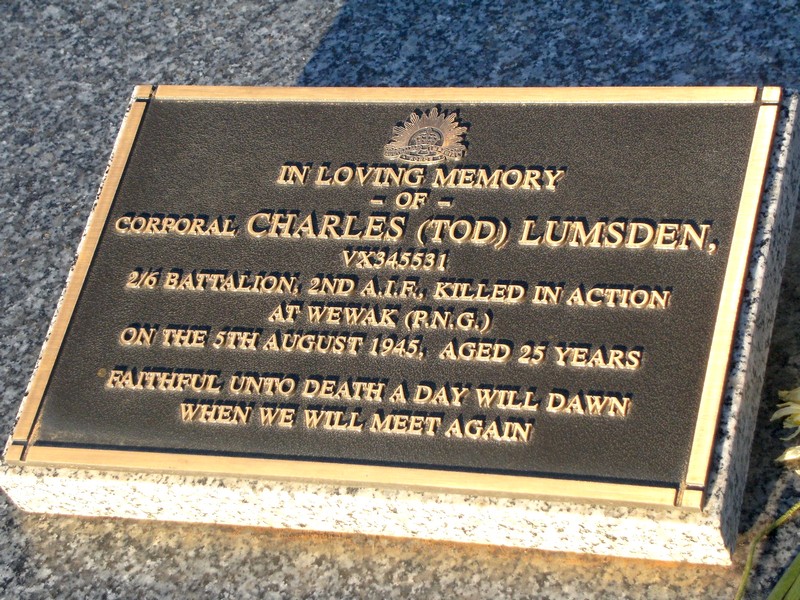 IN LOVING MEMORY
- OF -
CORPORAL CHARLES (TOD) LUMSDEN,
VX345531
2/6 BATTALION, 2ND A.I.F., KILLED IN ACTION
AT WEWAK (P.N.G.)
ON THE 5TH AUGUST 1945, AGED 25 YEARS
FAITHFUL UNTO DEATH A DAY WILL DAWN
WHEN WE WILL MEET AGAIN